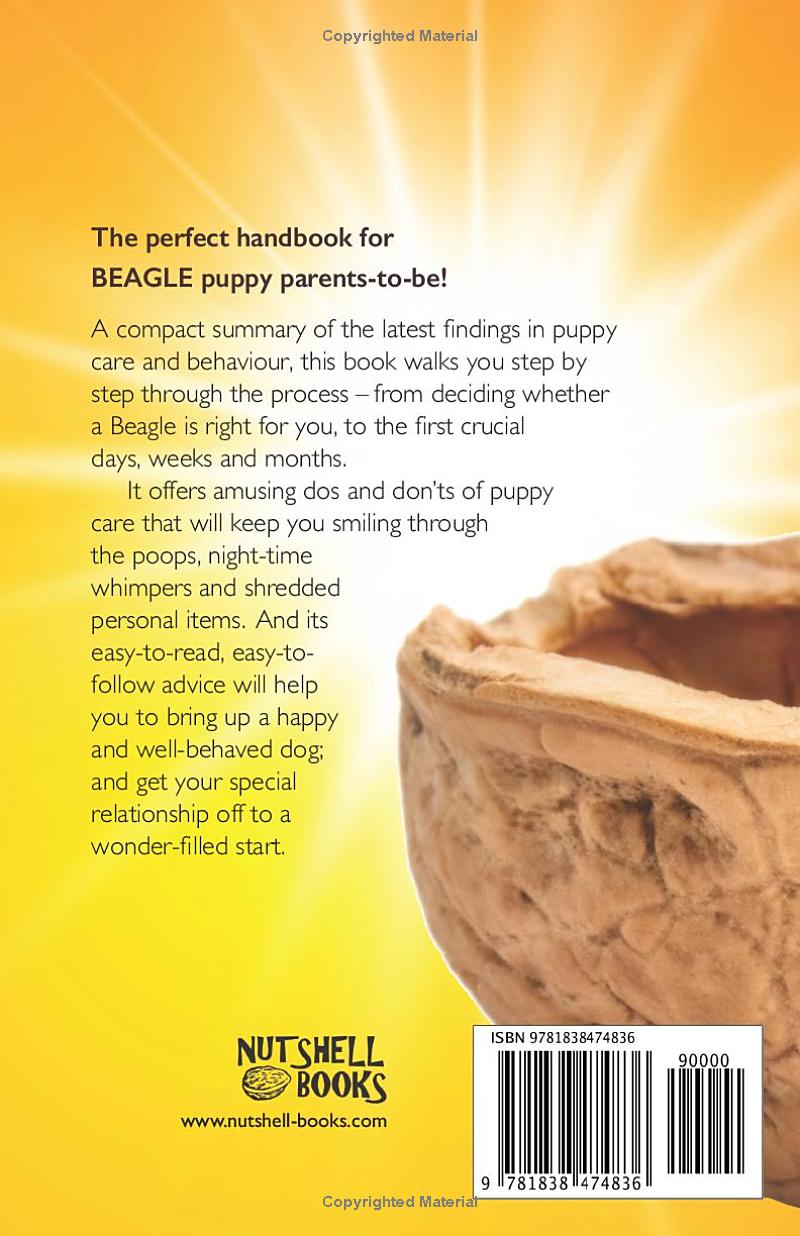 Copyrighted Material
The perfect handbook for
BEAGLE puppy parents-to-be!
A compact summary of the latest findings in puppy
care and behaviour, this book walks you step by
step through the process – from deciding whether
a Beagle is right for you, to the first crucial
days, weeks and months.
It offers amusing dos and don'ts of puppy
care that will keep you smiling through
the poops, night-time
whimpers and shredded
personal items. And its
easy-to-read, easy-to-
follow advice will help
you to bring up a happy
and well-behaved dog;
and get your special
relationship off to a
wonder-filled start.
NUTSHELL
BOOKS
www.nutshell-books.com
ISBN 9781838474836
90000
9 781838 474836
Copyrighted Material